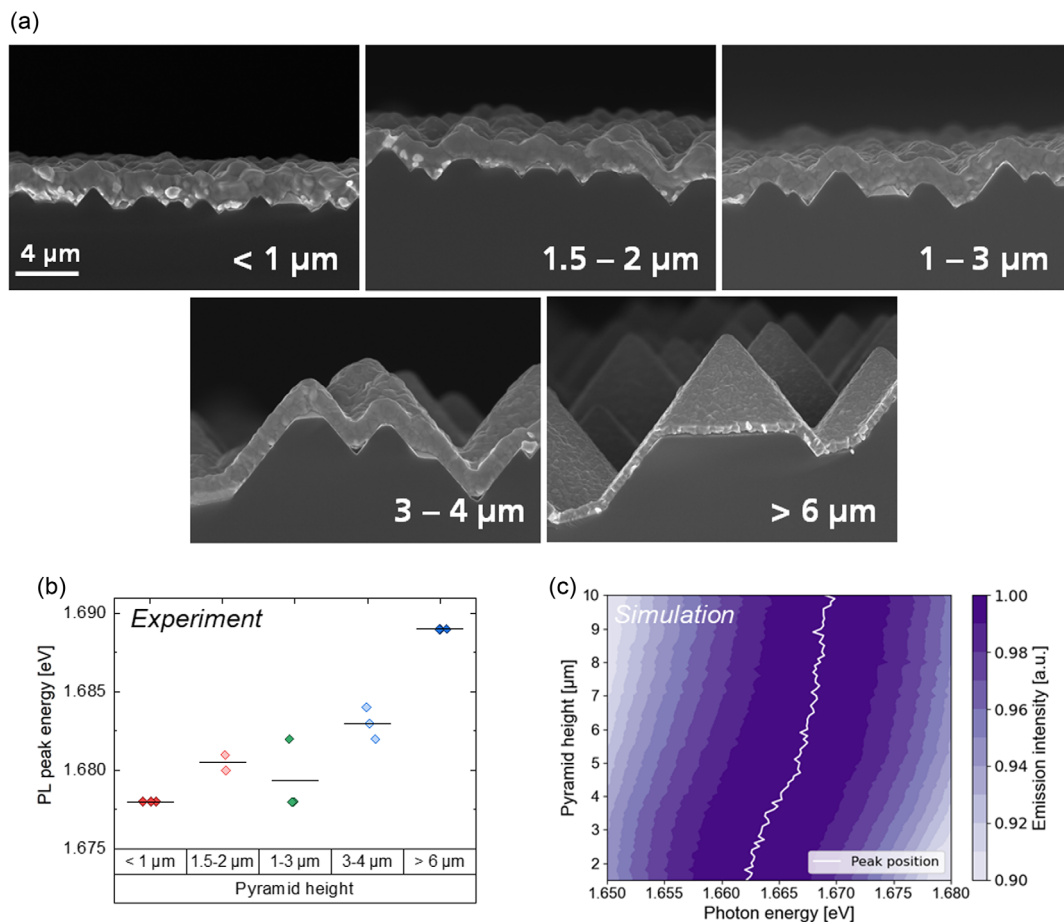 (a)
4 µm
< 1 µm
1.5 – 2 µm
1 – 3 µm
3 – 4 µm
> 6 µm
(b)
Experiment
PL peak energy [eV]
1.690
1.685
1.680
1.675
< 1 µm 1.5-2 µm 1-3 µm 3-4 µm > 6 µm
Pyramid height
(c)
Simulation
Pyramid height [µm]
10
9
8
7
6
5
4
3
2
Peak position
1.650 1.655 1.660 1.665 1.670 1.675 1.680
Photon energy [eV]
1.00
0.98
0.96
0.94
0.92
0.90
Emission intensity [a.u.]